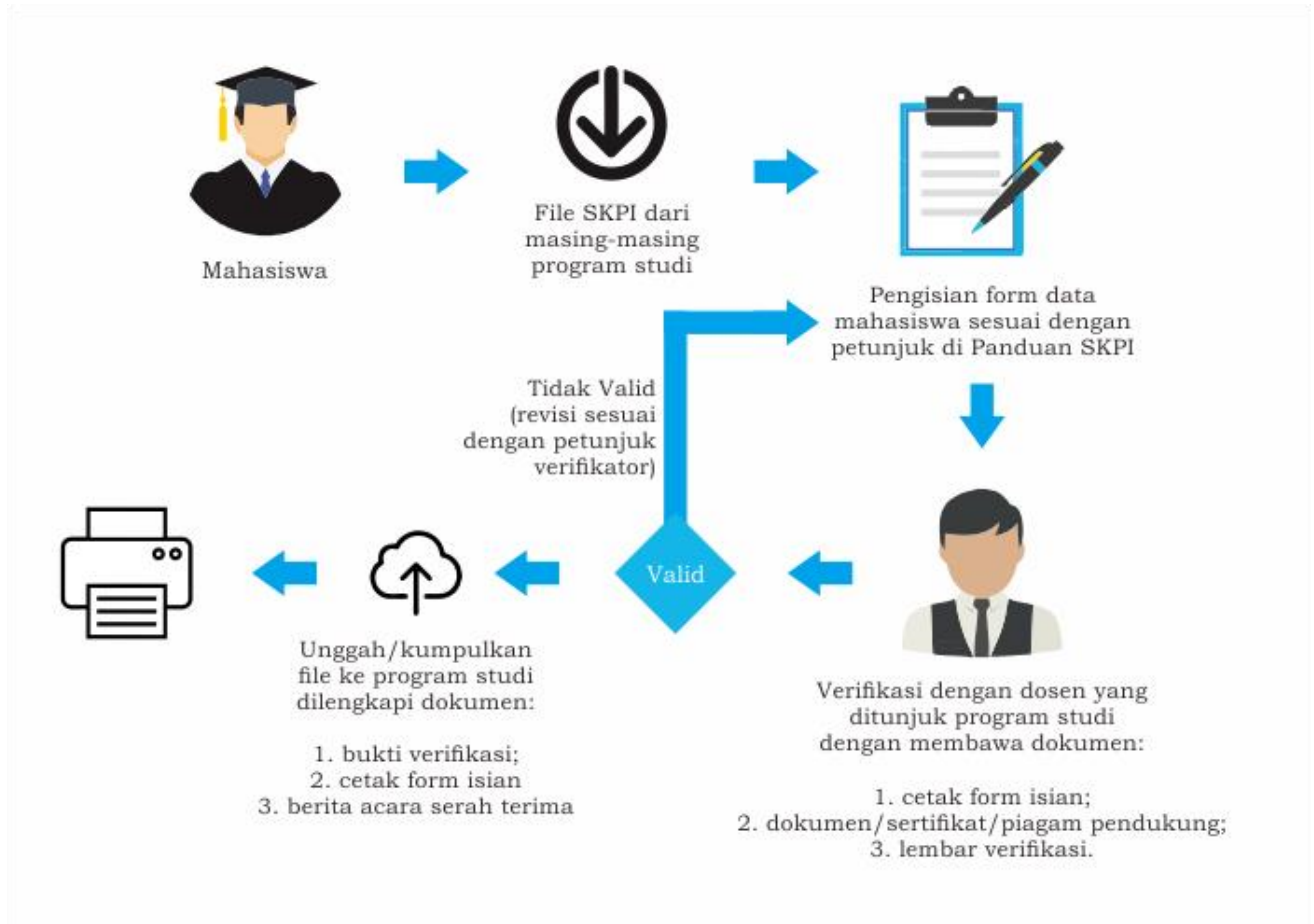 Mahasiswa
File SKPI dari
masing-masing
program studi
Pengisian form data
mahasiswa sesuai dengan
petunjuk di Panduan SKPI
Tidak Valid
(revisi sesuai
dengan petunjuk
verifikator)
Valid
Verifikasi dengan dosen yang
ditunjuk program studi
dengan membawa dokumen:
1. cetak form isian;
2. dokumen/sertifikat/piagam pendukung;
3. lembar verifikasi.
Unggah/kumpulkan
file ke program studi
dilengkapi dokumen:
1. bukti verifikasi;
2. cetak form isian
3. berita acara serah terima